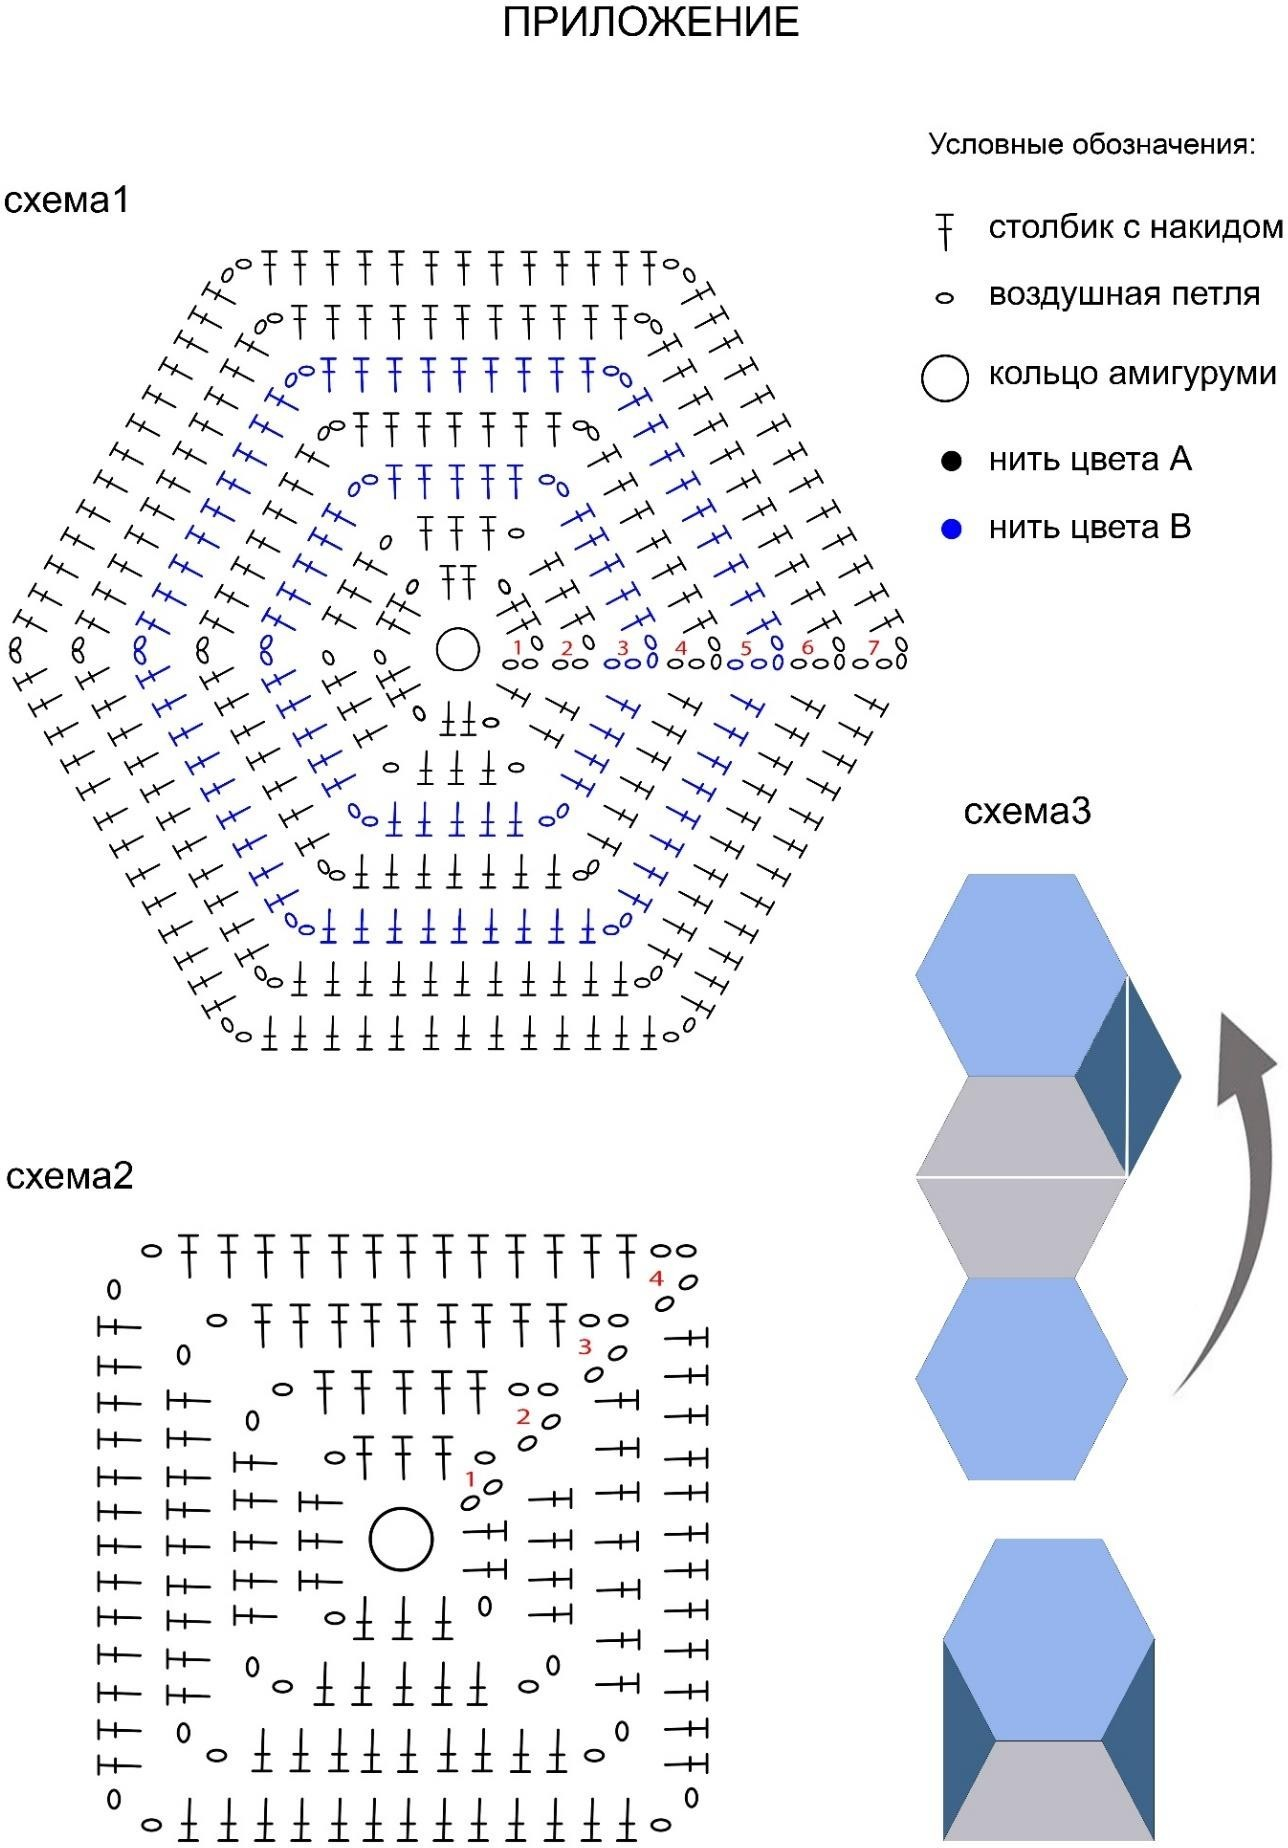 ПРИЛОЖЕНИЕ
Условные обозначения:
схема1
столбик с накидом
воздушная петля
кольцо амигуруми
нить цвета А
нить цвета В
1 2 3 4 5 6 7
схема3
схема2
4
3
2
1